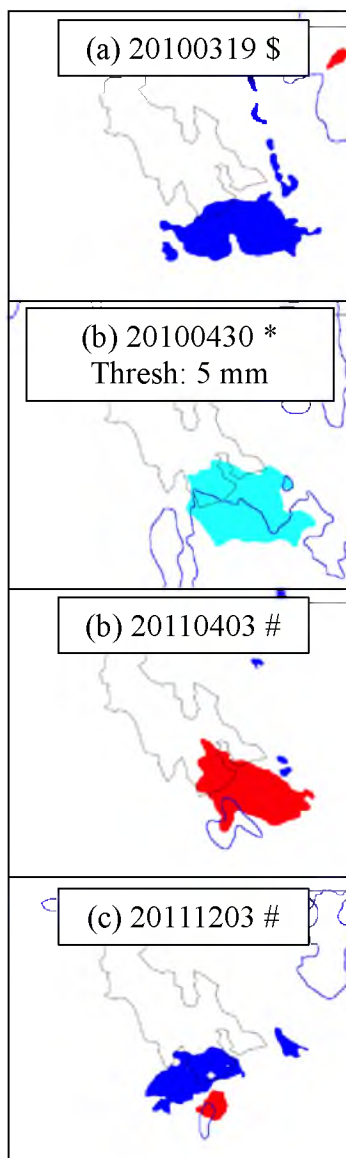 (a) 20100319 $
(b) 20100430 *
Thresh: 5 mm
(b) 20110403 #
(c) 20111203 #